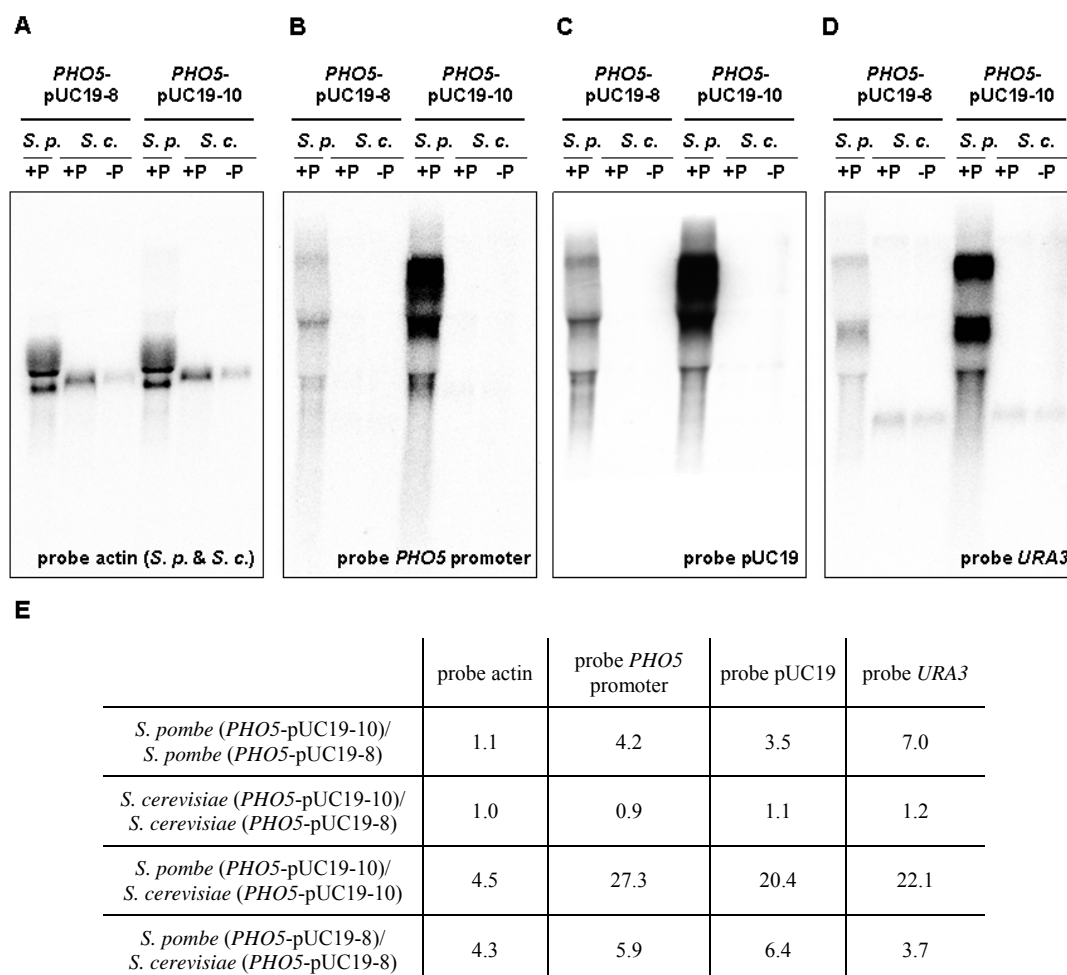 A B C D
PHO5- PHO5- PHO5- PHO5- PHO5- PHO5- PHO5- PHO5-
pUC19-8 pUC19-10 pUC19-8 pUC19-10 pUC19-8 pUC19-10 pUC19-8 pUC19-10
S. p. S. c. S. p. S. c. S. p. S. c. S. p. S. c. S. p. S. c. S. p. S. c. S. p. S. c. S. p. S. c.
+P +P -P +P +P -P +P +P -P +P +P -P +P +P -P +P +P -P +P +P -P +P +P -P
probe actin (S. p. & S. c.) probe PHO5 promoter probe pUC19 probe URA3
E
probe actin probe PHO5 promoter probe pUC19 probe URA3
S. pombe (PHO5-pUC19-10)/
S. pombe (PHO5-pUC19-8) 1.1 4.2 3.5 7.0
S. cerevisiae (PHO5-pUC19-10)/
S. cerevisiae (PHO5-pUC19-8) 1.0 0.9 1.1 1.2
S. pombe (PHO5-pUC19-10)/
S. cerevisiae (PHO5-pUC19-10) 4.5 27.3 20.4 22.1
S. pombe (PHO5-pUC19-8)/
S. cerevisiae (PHO5-pUC19-8) 4.3 5.9 6.4 3.7